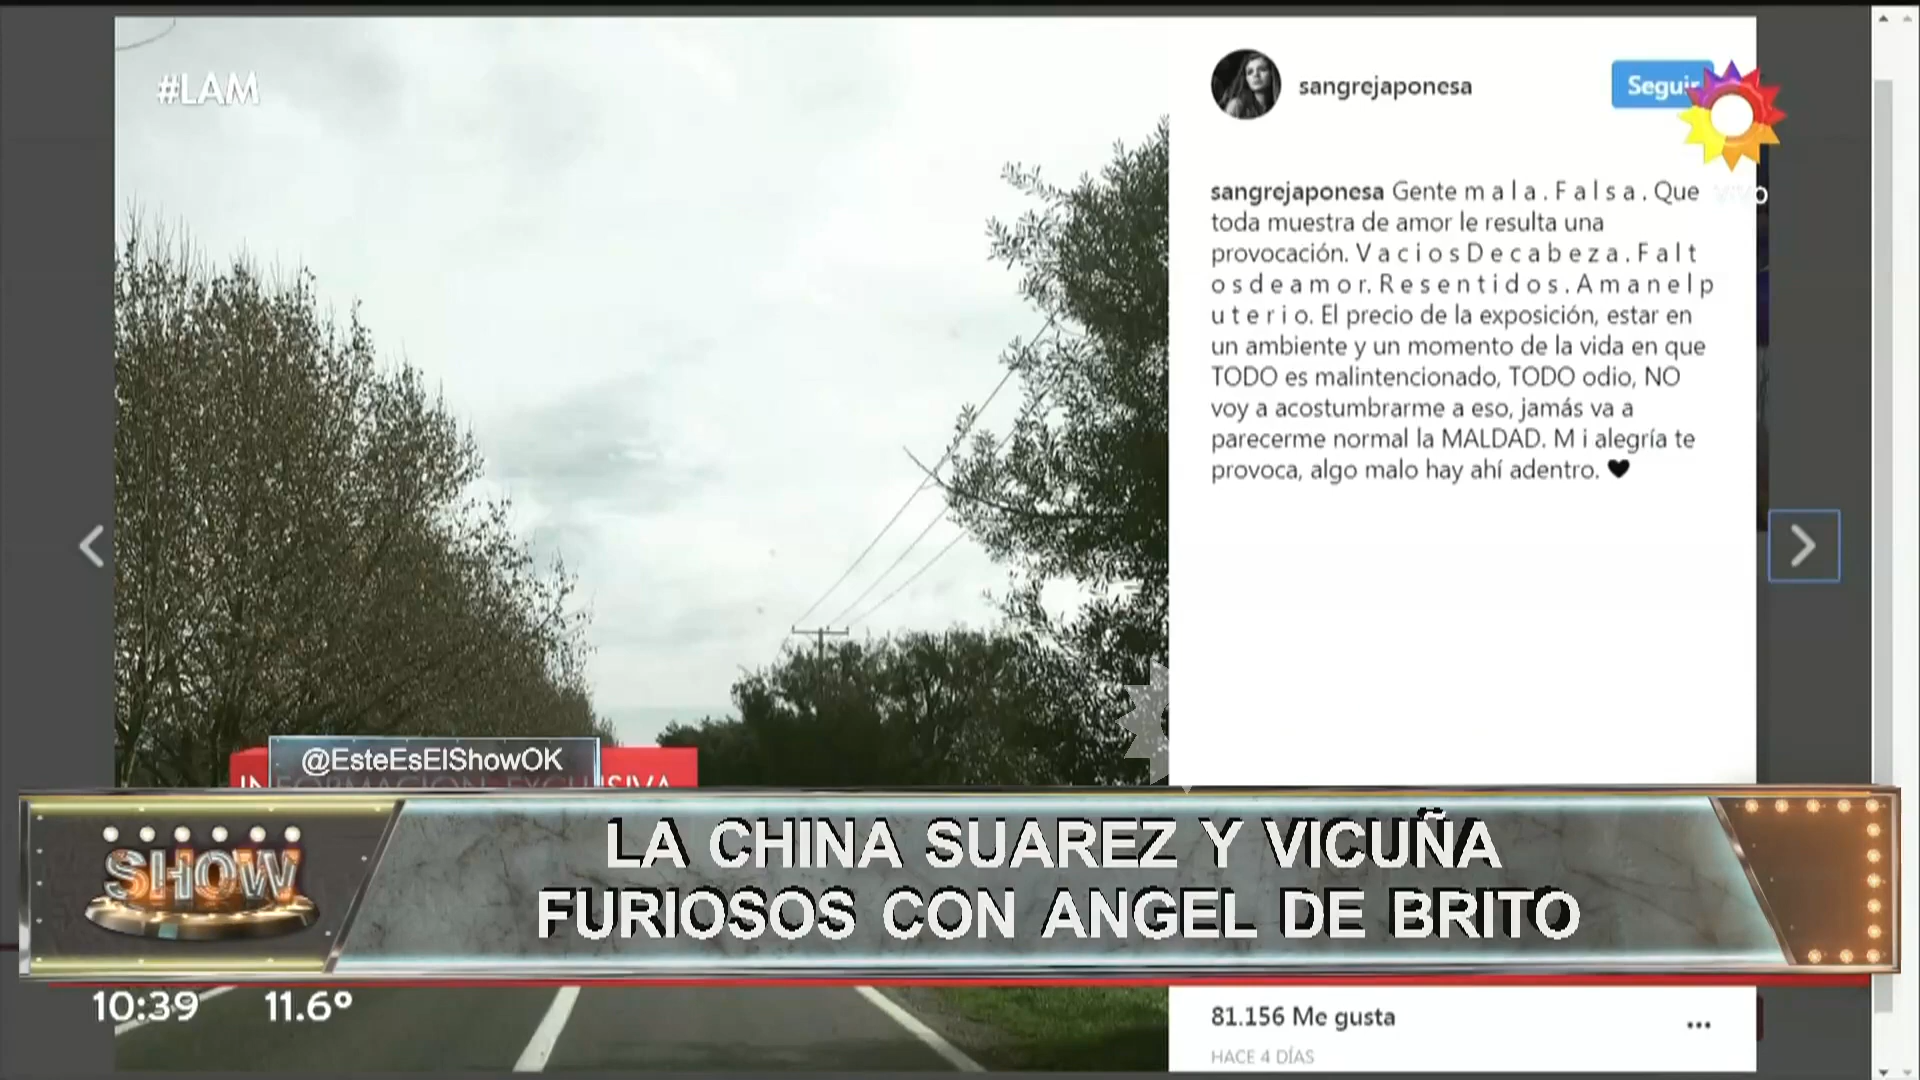 #LAM
sangrejaponesa
Seguir
sangrejaponesa Gente m a l a . F a l s a . Que
toda muestra de amor le resulta una
provocación. V a c i o s D e c a b e z a . F a l t
o s d e a m o r. R e s e n t i d o s . A m a n e l p
u t e r i o. El precio de la exposición, estar en
un ambiente y un momento de la vida en que
TODO es malintencionado, TODO odio, NO
voy a acostumbrarme a eso, jamás va a
parecerme normal la MALDAD. M i alegría te
provoca, algo malo hay ahí adentro. 🖤
@EsteEsElShowOK
SHOW
LA CHINA SUAREZ Y VICUÑA
FURIOSOS CON ANGEL DE BRITO
10:39 11.6°
81.156 Me gusta
...
HACE 4 DÍAS